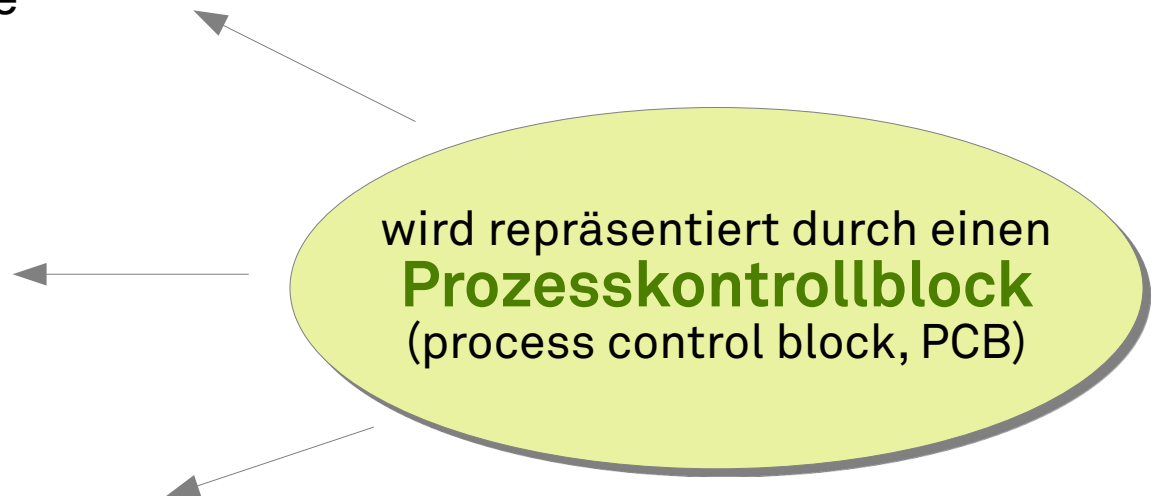 wird repräsentiert durch einen
Prozesskontrollblock
(process control block, PCB)